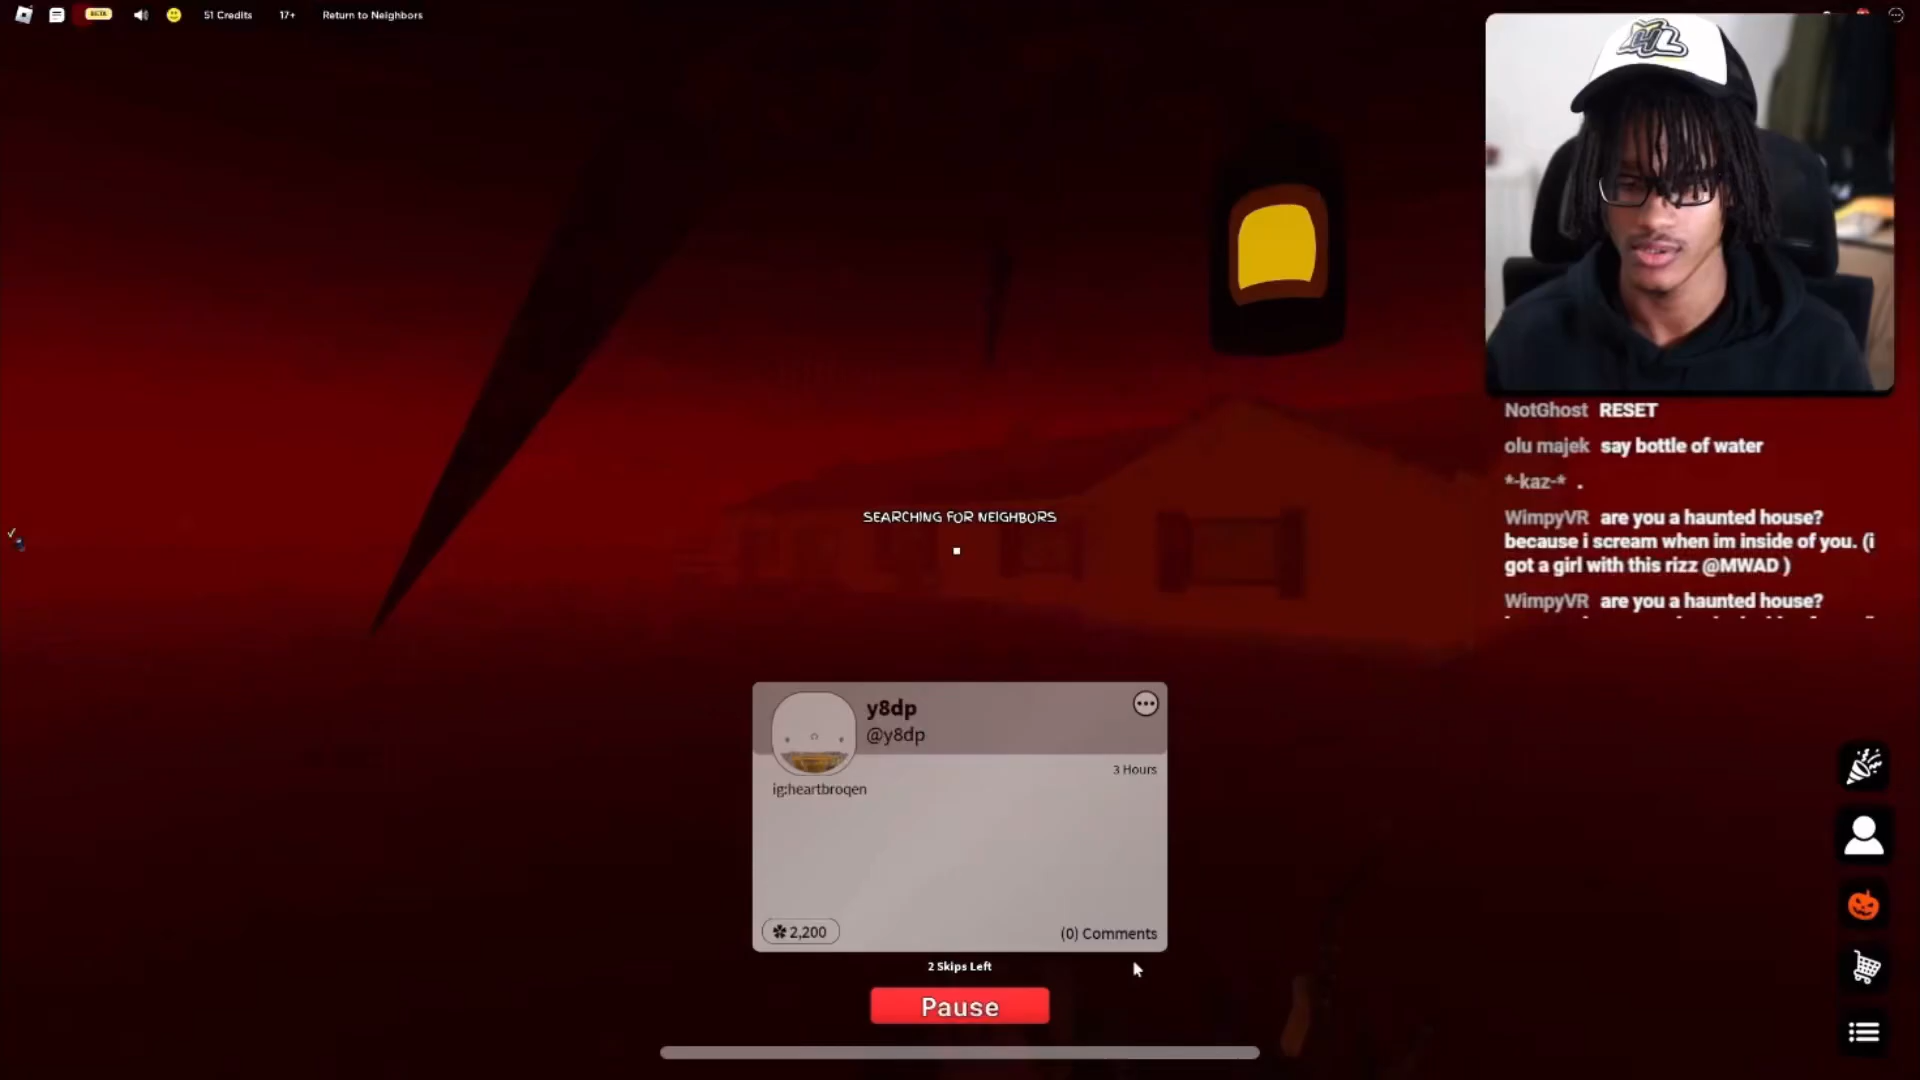 BETA
51 Credits
17+
Return to Neighbors
HL
NotGhost RESET
olu majek say bottle of water
*-kaz-* .
WimpyVR are you a haunted house?
because i scream when im inside of you. (i
got a girl with this rizz @MWAD )
WimpyVR are you a haunted house?
SEARCHING FOR NEIGHBORS
y8dp
@y8dp
3 Hours
ig:heartbroqen
2,200
(0) Comments
2 Skips Left
Pause